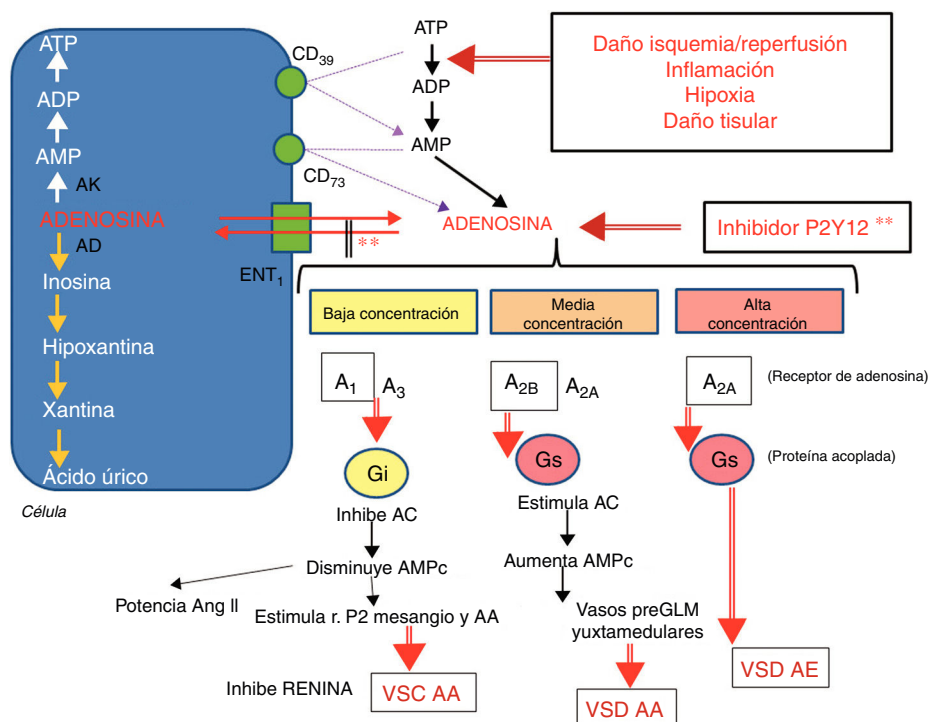 ATP
ADP
AMP
AK
ADENOSINA
AD
Inosina
Hipoxantina
Xantina
Ácido úrico
Célula
CD39
CD73
ENT1
ATP
ADP
AMP
ADENOSINA
**
Daño isquemia/reperfusión
Inflamación
Hipoxia
Daño tisular
Inhibidor P2Y12 **
Baja concentración
Media
concentración
Alta
concentración
A1 A3
A2B A2A
A2A
(Receptor de adenosina)
Gi
Gs
Gs
(Proteína acoplada)
Inhibe AC
Disminuye AMPc
Potencia Ang II
Estimula r. P2 mesangio y AA
Inhibe RENINA
VSC AA
Estimula AC
Aumenta AMPc
Vasos preGLM
yuxtamedulares
VSD AA
VSD AE